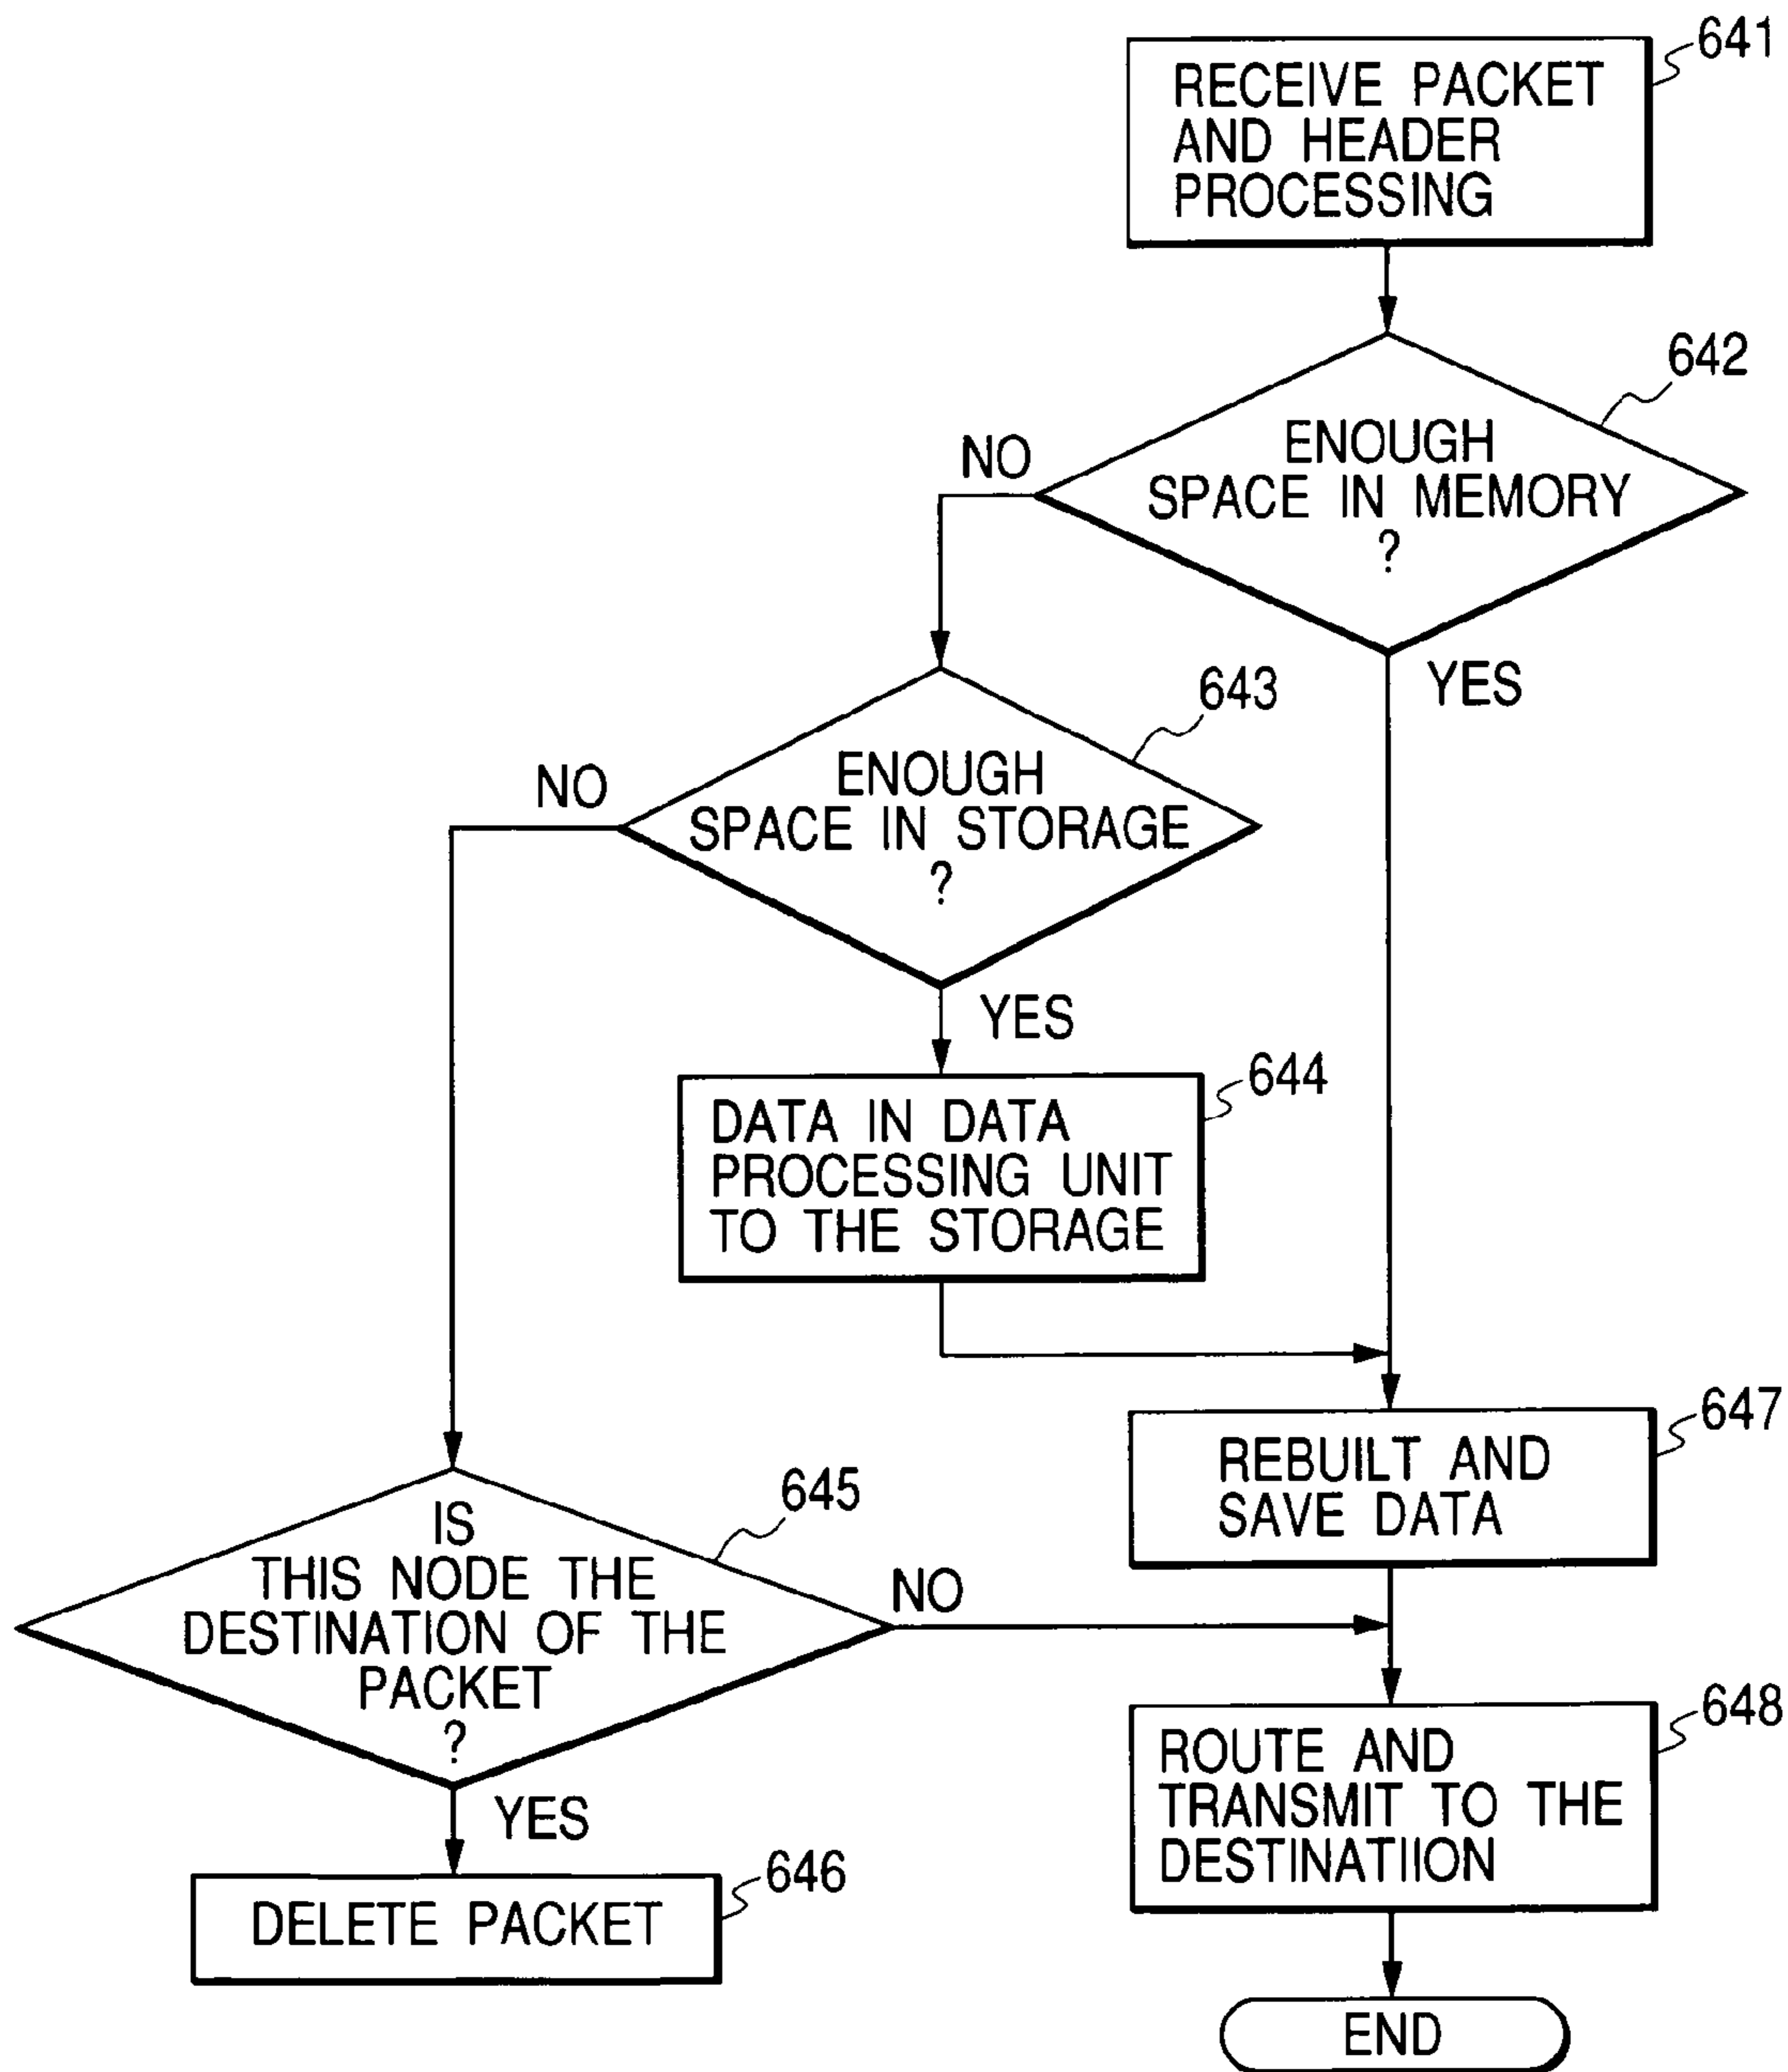 641
RECEIVE PACKET
AND HEADER
PROCESSING
642
ENOUGH
SPACE IN MEMORY
?
NO
YES
643
ENOUGH
SPACE IN STORAGE
?
NO
YES
644
DATA IN DATA
PROCESSING UNIT
TO THE STORAGE
647
REBUILT AND
SAVE DATA
645
IS
THIS NODE THE
DESTINATION OF THE
PACKET
?
NO
YES
648
ROUTE AND
TRANSMIT TO THE
DESTINATIION
646
DELETE PACKET
END